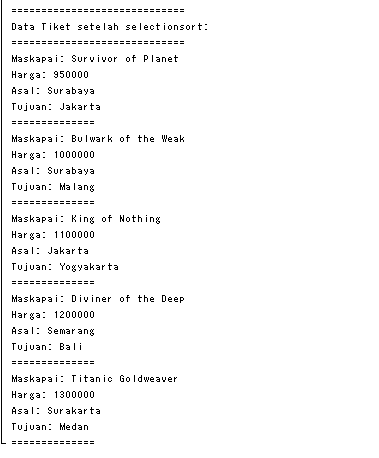 =============================
Data Tiket setelah selectionsort:
=============================
Maskapai: Survivor of Planet
Harga: 950000
Asal: Surabaya
Tujuan: Jakarta
==============
Maskapai: Bulwark of the Weak
Harga: 1000000
Asal: Surabaya
Tujuan: Malang
==============
Maskapai: King of Nothing
Harga: 1100000
Asal: Jakarta
Tujuan: Yogyakarta
==============
Maskapai: Diviner of the Deep
Harga: 1200000
Asal: Semarang
Tujuan: Bali
==============
Maskapai: Titanic Goldweaver
Harga: 1300000
Asal: Surakarta
Tujuan: Medan
==============